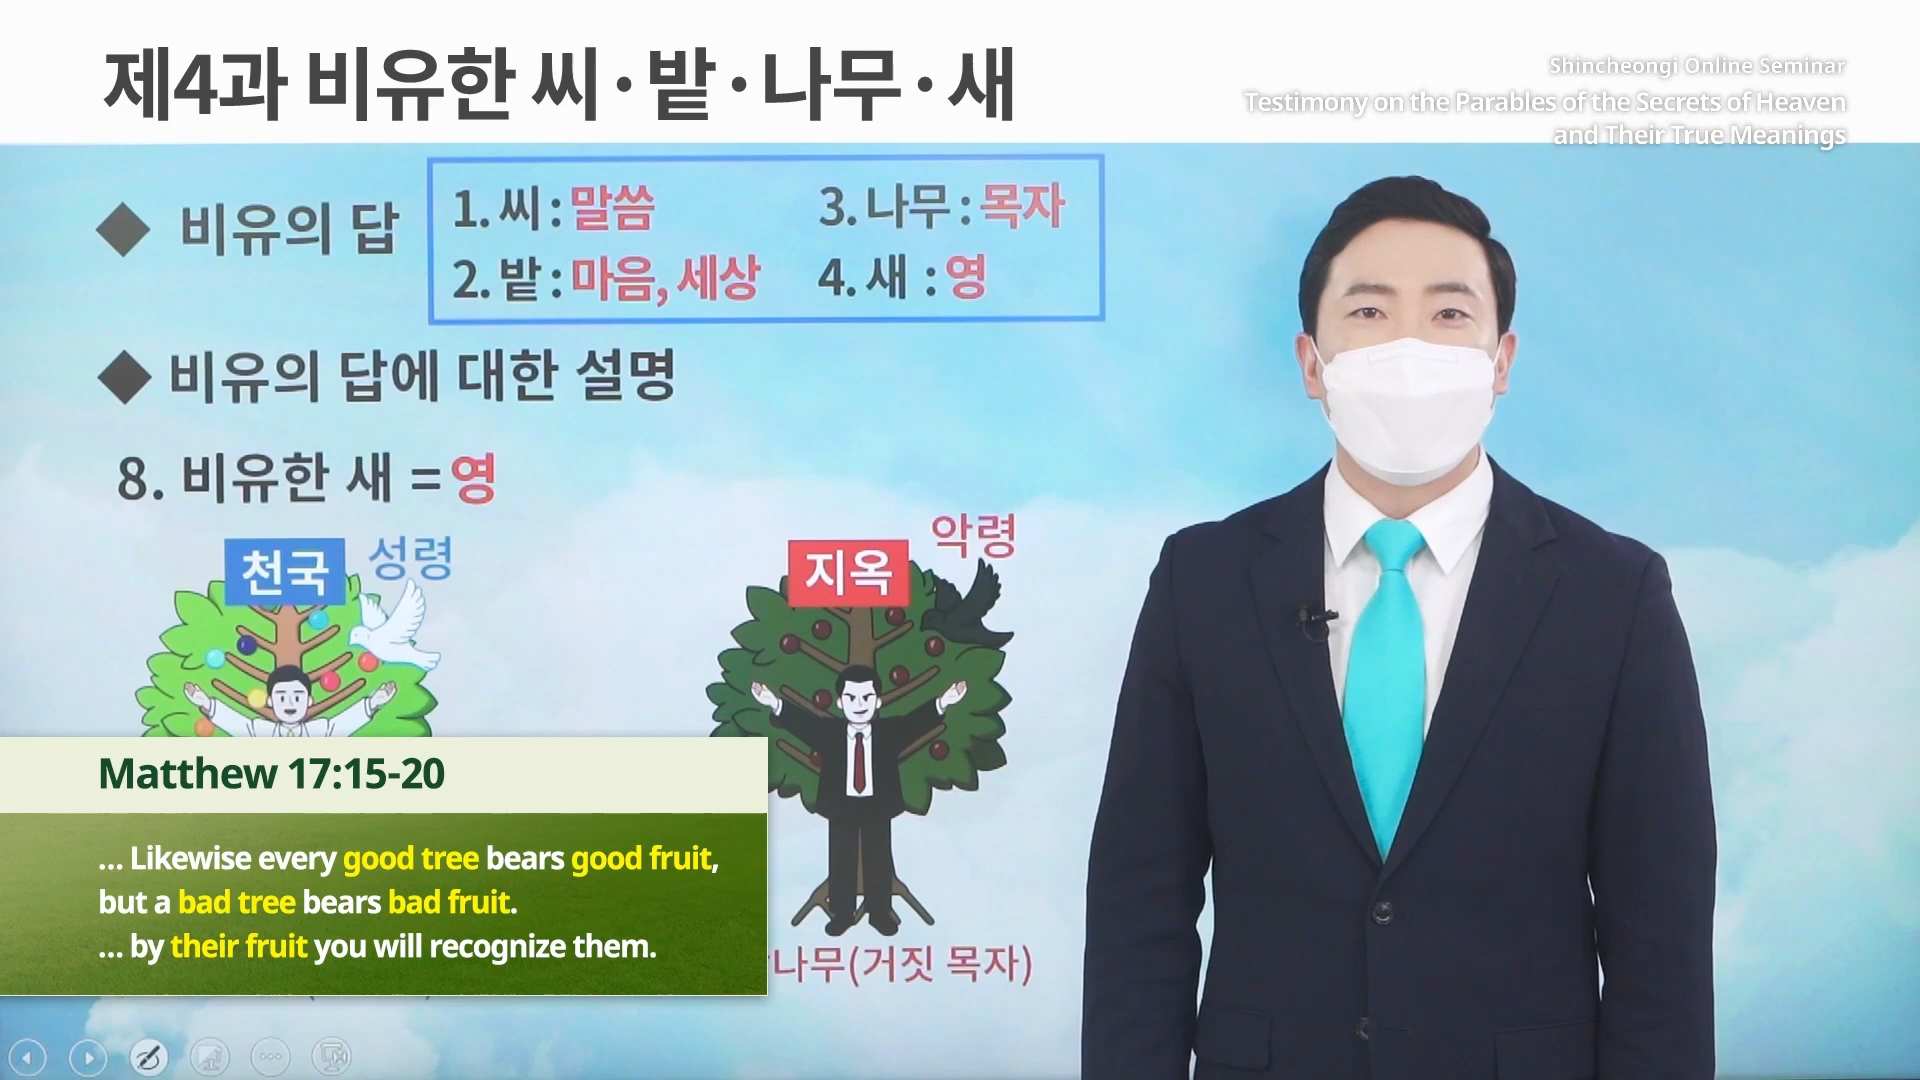 제4과 비유한 씨·밭·나무·새
Shincheongi Online Seminar
Testimony on the Parables of the Secrets of Heaven
and Their True Meanings
◆ 비유의 답
1. 씨 : 말씀
3. 나무 : 목자
2. 밭 : 마음, 세상
4. 새 : 영
◆ 비유의 답에 대한 설명
8. 비유한 새 = 영
천국
성령
지옥
악령
Matthew 17:15-20
... Likewise every good tree bears good fruit,
but a bad tree bears bad fruit.
... by their fruit you will recognize them.
나무(거짓 목자)